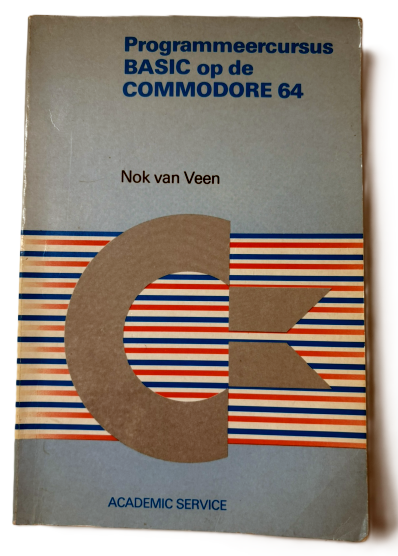 Programmeercursus
BASIC op de
COMMODORE 64
Nok van Veen
ACADEMIC SERVICE